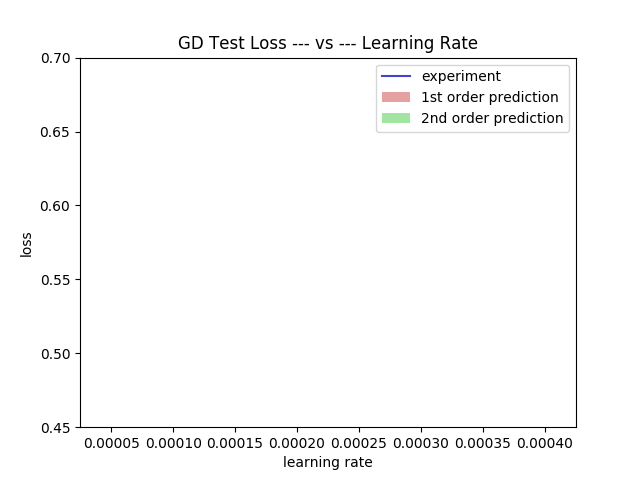 GD Test Loss --- vs --- Learning Rate
experiment
1st order prediction
2nd order prediction
0.70
0.65
0.60
0.55
0.50
0.45
loss
0.00005 0.00010 0.00015 0.00020 0.00025 0.00030 0.00035 0.00040
learning rate